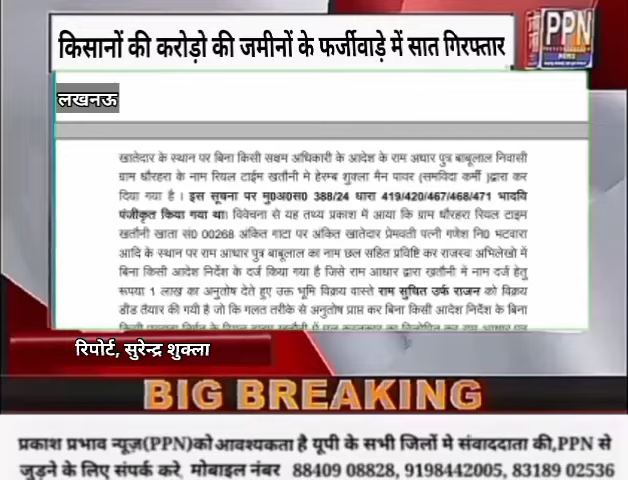 किसानों की करोड़ो की जमीनों के फर्जीवाड़े में सात गिरफ्तार
PPN
NEWS
लखनऊ
खातेदार के स्थान पर बिना किसी सक्षम अधिकारी के आदेश के राम अधार पुत्र बाबूलाल निवासी
ग्राम धौरहरा के नाम रियल टाईम खतौनी मे हेरम्ब शुक्ला मैन पावर (समविदा कर्मी )द्वारा कर
दिया गया है । इस सूचना पर मु0अ0स0 388/24 धारा 419/420/467/468/471 भादवि
पंजीकृत किया गया था। विवेचना से यह तथ्य प्रकाश में आया कि ग्राम धौरहरा रियल टाइम
खतौनी खाता सं0 00268 अंकित गाटा पर अंकित खातेदार प्रेमवती पत्नी गणेश नि0 भटवारा
आदि के स्थान पर राम आधार पुत्र बाबूलाल का नाम छल सहित प्रविष्टि कर राजस्व अभिलेखो में
बिना किसी आदेश निर्देश के दर्ज किया गया है जिसे राम आधार द्वारा खतौनी मे नाम दर्ज हेतु
रूपया 1 लाख का अनुतोष देते हुए उक्त भूमि विक्रय वास्ते राम सुचित उर्फ राजन को विक्रय
डीड तैयार की गयी है जो कि गलत तरीके से अनुतोष प्राप्त कर बिना किसी आदेश निर्देश के बिना
रिपोर्ट, सुरेन्द्र शुक्ला
BIG BREAKING
प्रकाश प्रभाव न्यूज़(PPN)को आवश्यकता है यूपी के सभी जिलों मे संवाददाता की,PPN से
जुड़ने के लिए संपर्क करे, मोबाइल नंबर 88409 08828, 9198442005, 83189 02536